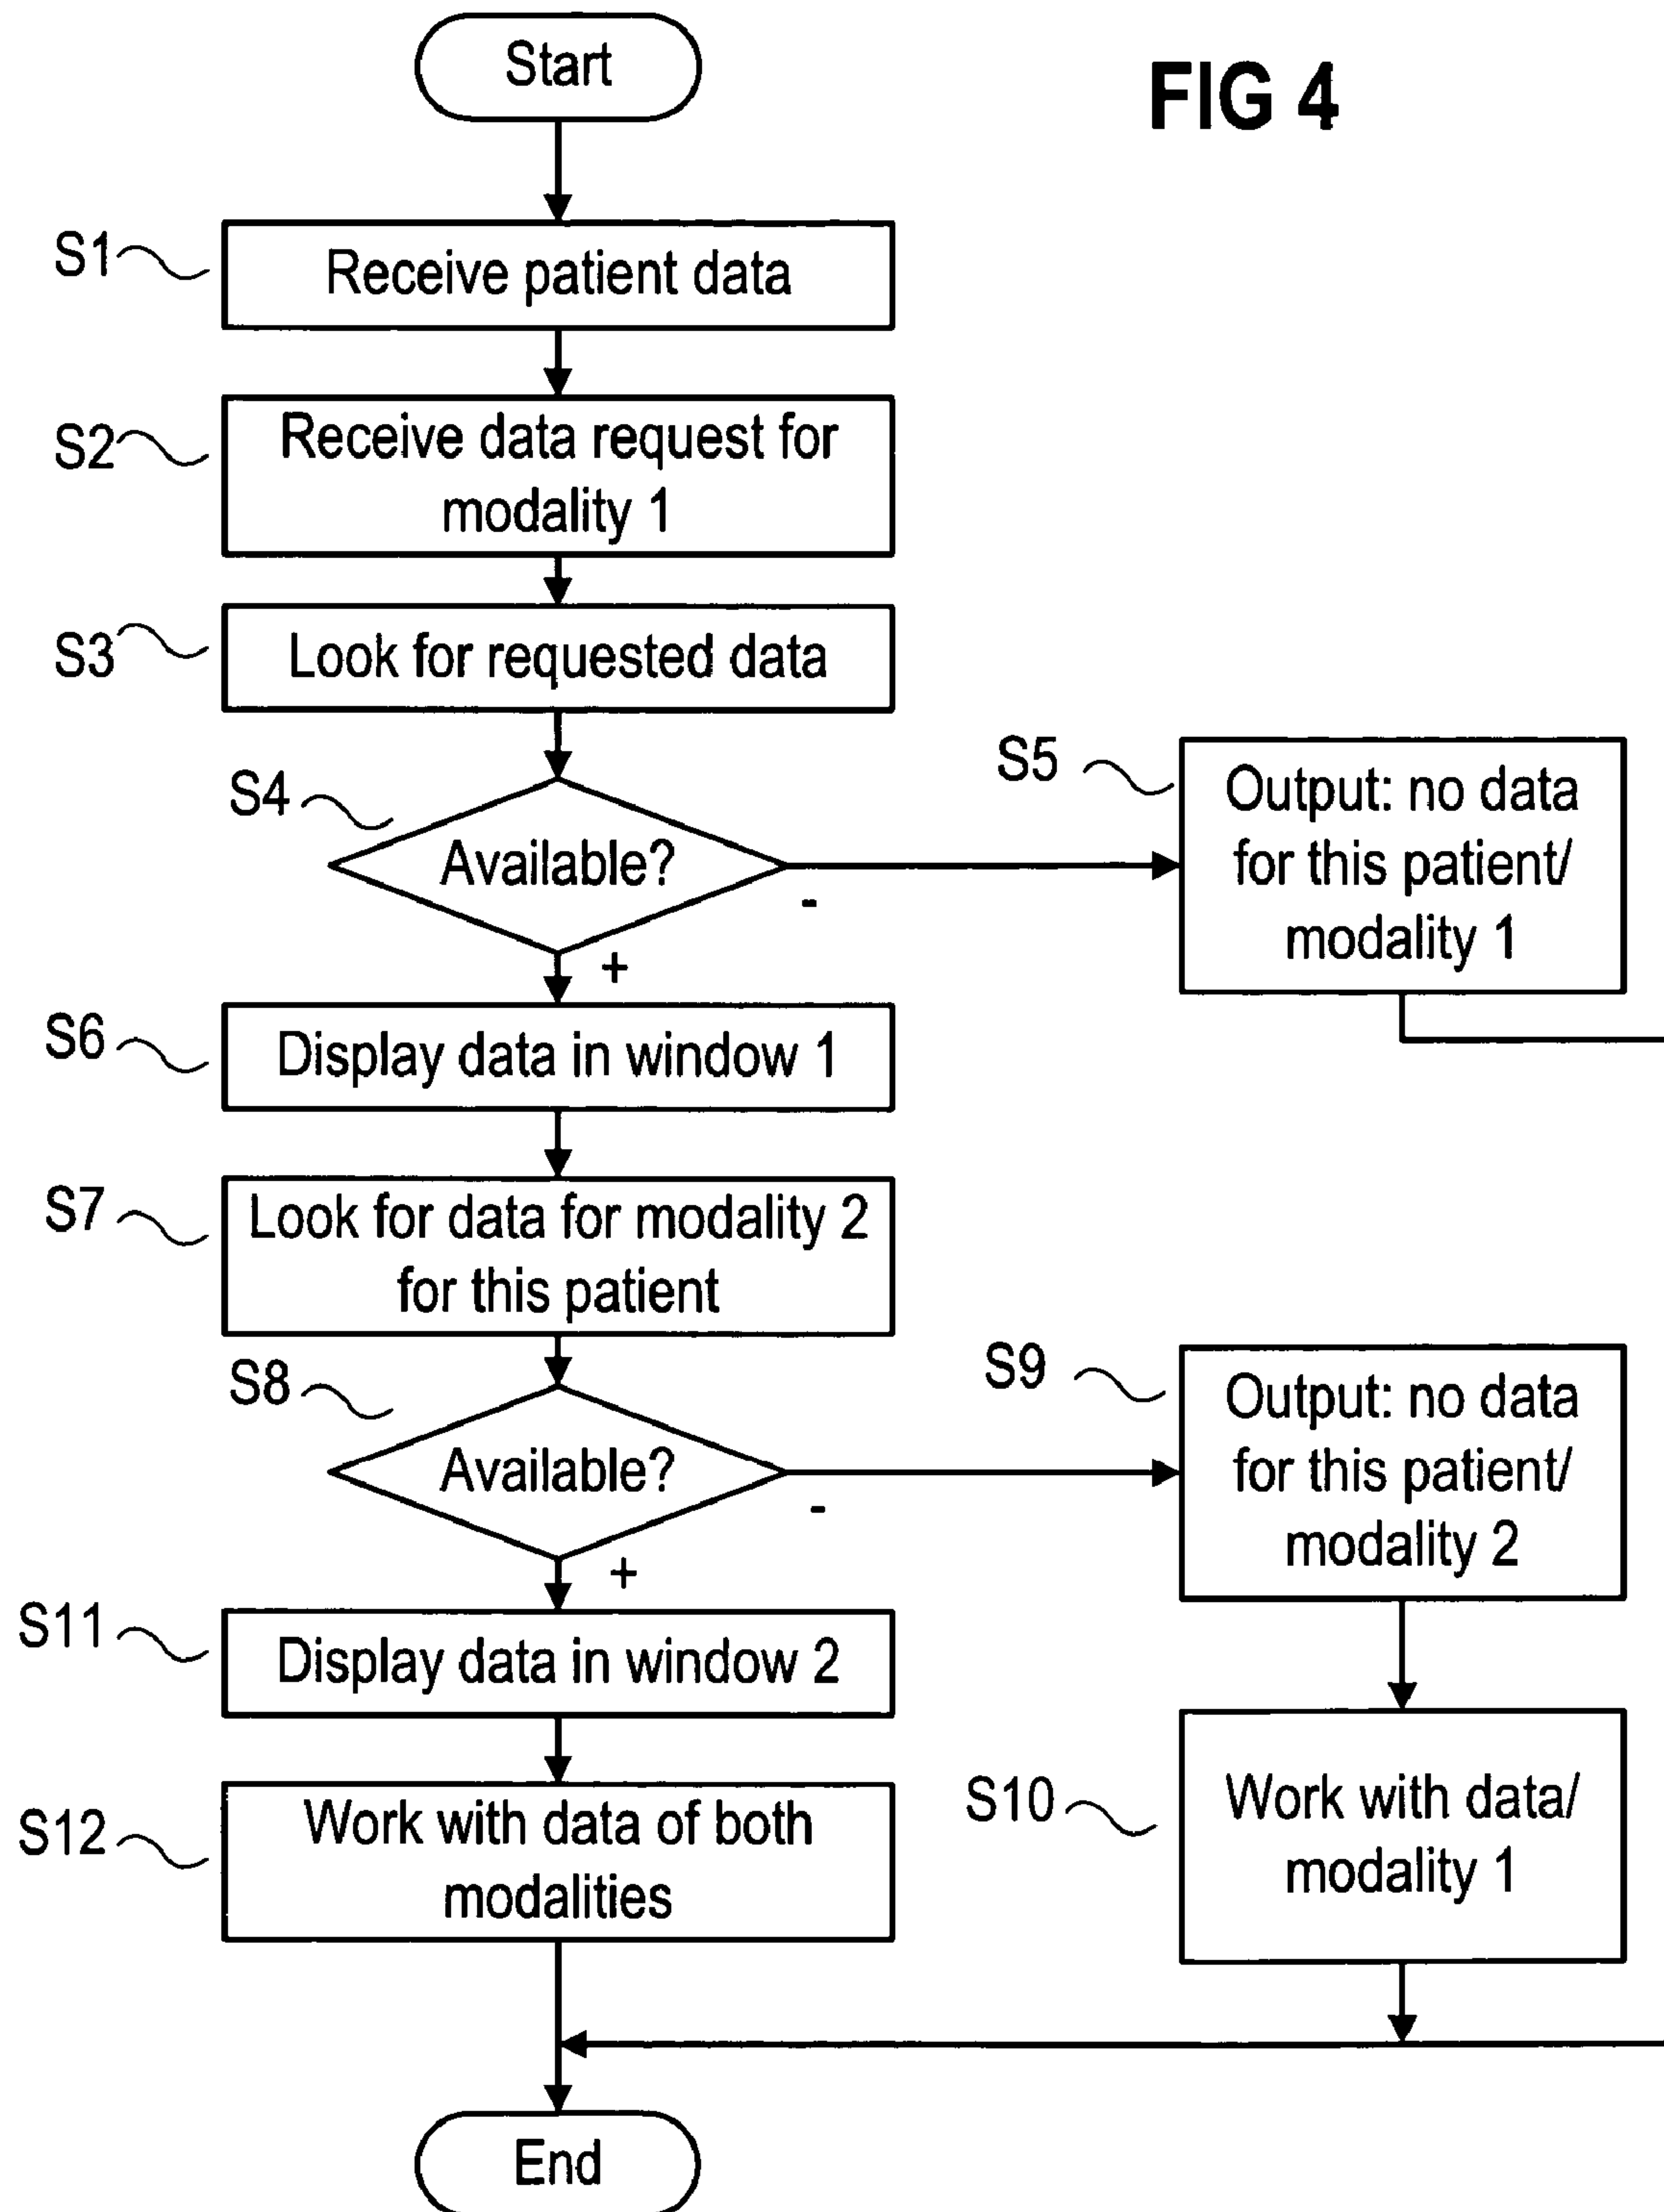 Start
FIG 4
S1
Receive patient data
S2
Receive data request for
modality 1
S3
Look for requested data
S4
Available?
-
+
S5
Output: no data
for this patient/
modality 1
S6
Display data in window 1
S7
Look for data for modality 2
for this patient
S8
Available?
-
+
S9
Output: no data
for this patient/
modality 2
S11
Display data in window 2
S10
Work with data/
modality 1
S12
Work with data of both
modalities
End